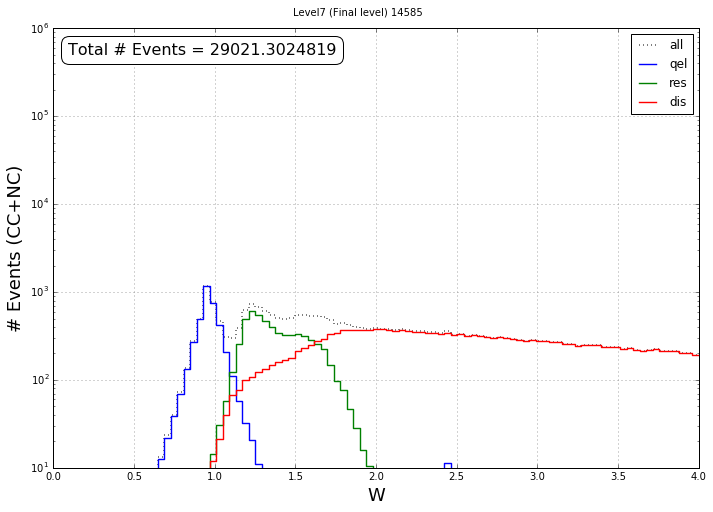 Level7 (Final level) 14585
Total # Events = 29021.3024819
all
qel
res
dis
# Events (CC+NC)
10^6
10^5
10^4
10^3
10^2
10^1
0.0 0.5 1.0 1.5 2.0 2.5 3.0 3.5 4.0
W